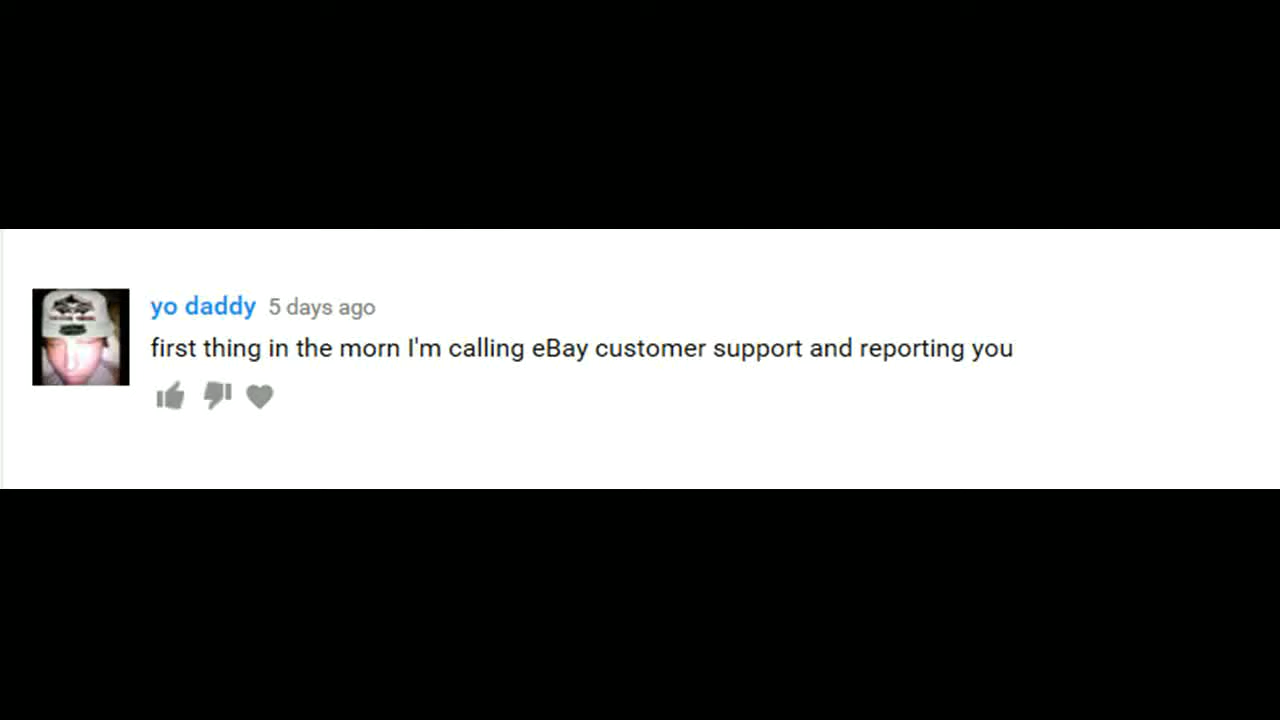 yo daddy 5 days ago
first thing in the morn I'm calling eBay customer support and reporting you